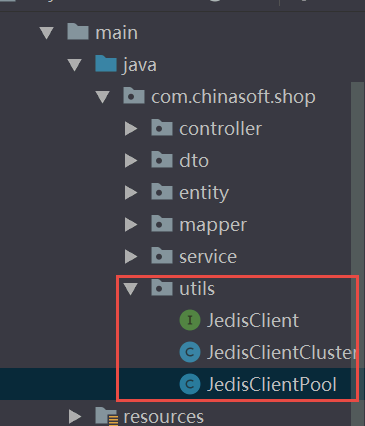 main
java
com.chinasoft.shop
controller
dto
entity
mapper
service
utils
I JedisClient
C JedisClientCluster
C JedisClientPool
resources